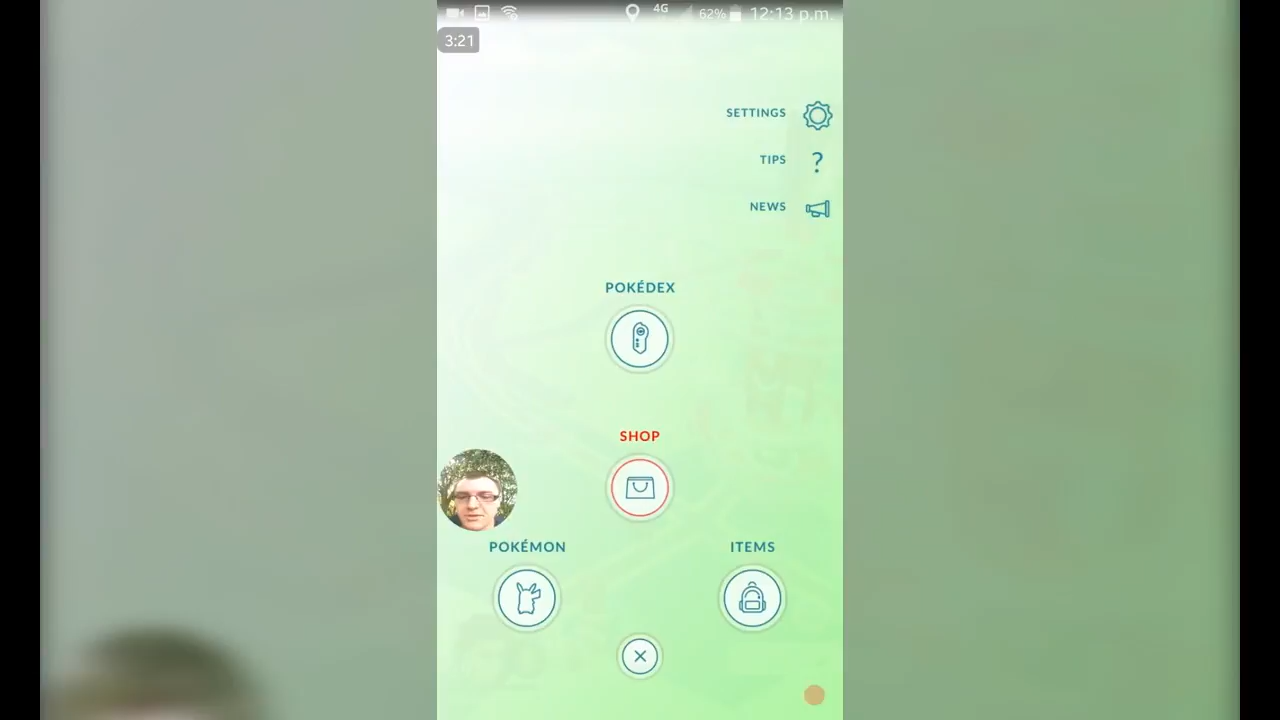 4G 62% 12:13 p.m.
3:21
SETTINGS
TIPS ?
NEWS
POKÉDEX
SHOP
POKÉMON ITEMS